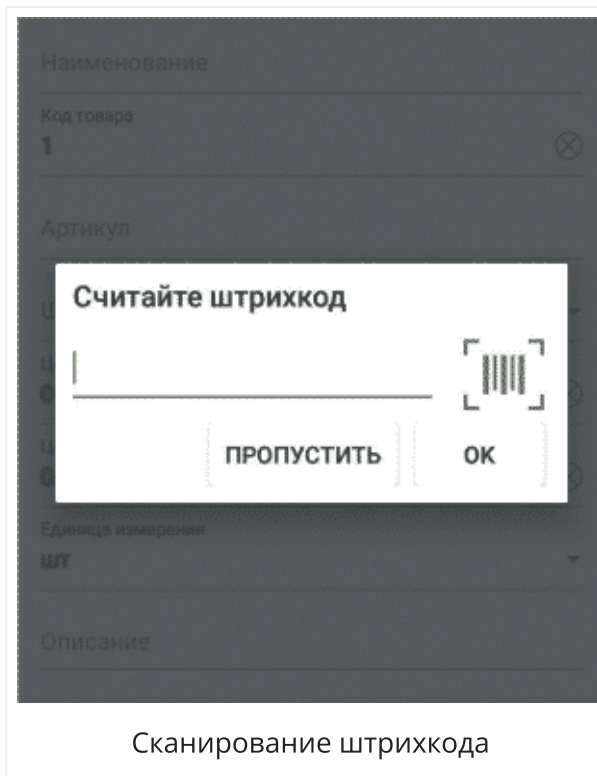 Наименование
Код товара
1
Артикул
Считайте штрихкод
ПРОПУСТИТЬ
ОК
Единица измерения
шт
Описание
Сканирование штрихкода